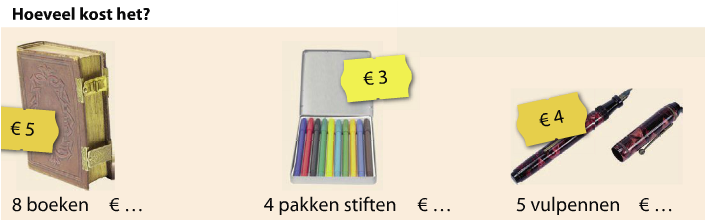 Hoeveel kost het?
€ 5
€ 3
€ 4
8 boeken € ...
4 pakken stiften € ...
5 vulpennen € ...